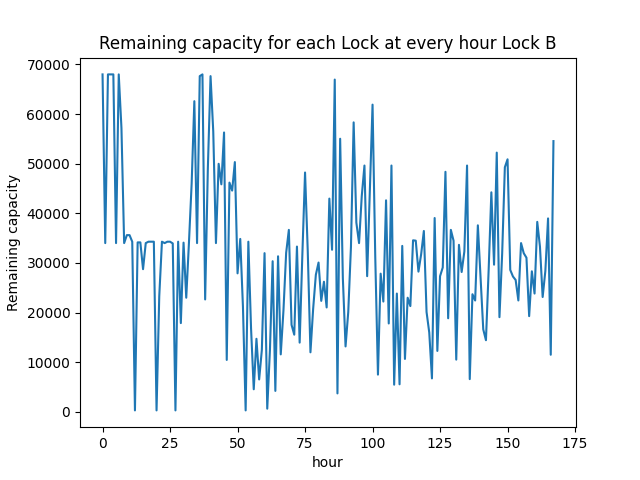 Remaining capacity for each Lock at every hour Lock B
70000
60000
50000
40000
30000
20000
10000
0
Remaining capacity
0 25 50 75 100 125 150 175
hour